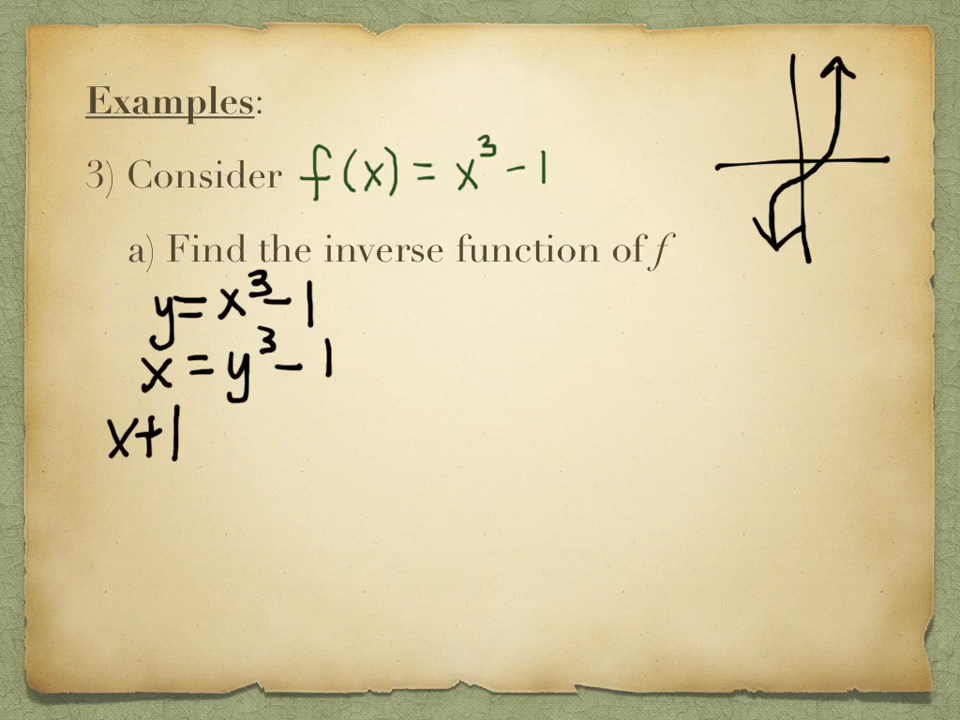 Examples:
3) Consider f(x) = x³ - 1
a) Find the inverse function of f
y = x³ - 1
x = y³ - 1
x + 1